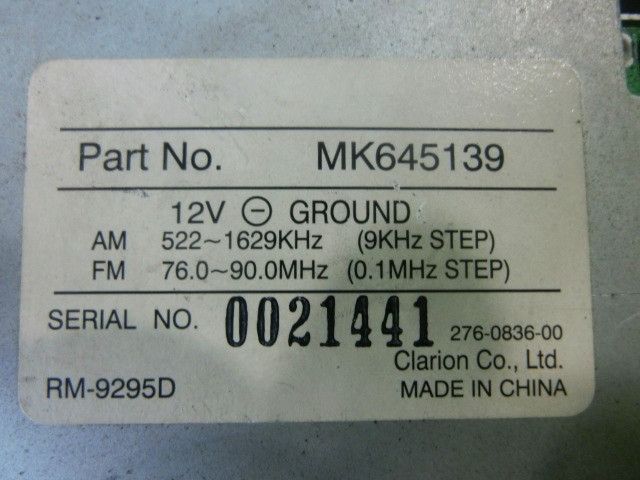 Part No. MK645139
12V ⊖ GROUND
AM 522~1629KHz (9KHz STEP)
FM 76.0~90.0MHz (0.1MHz STEP)
SERIAL NO. 0021441 276-0836-00
Clarion Co., Ltd.
RM-9295D MADE IN CHINA